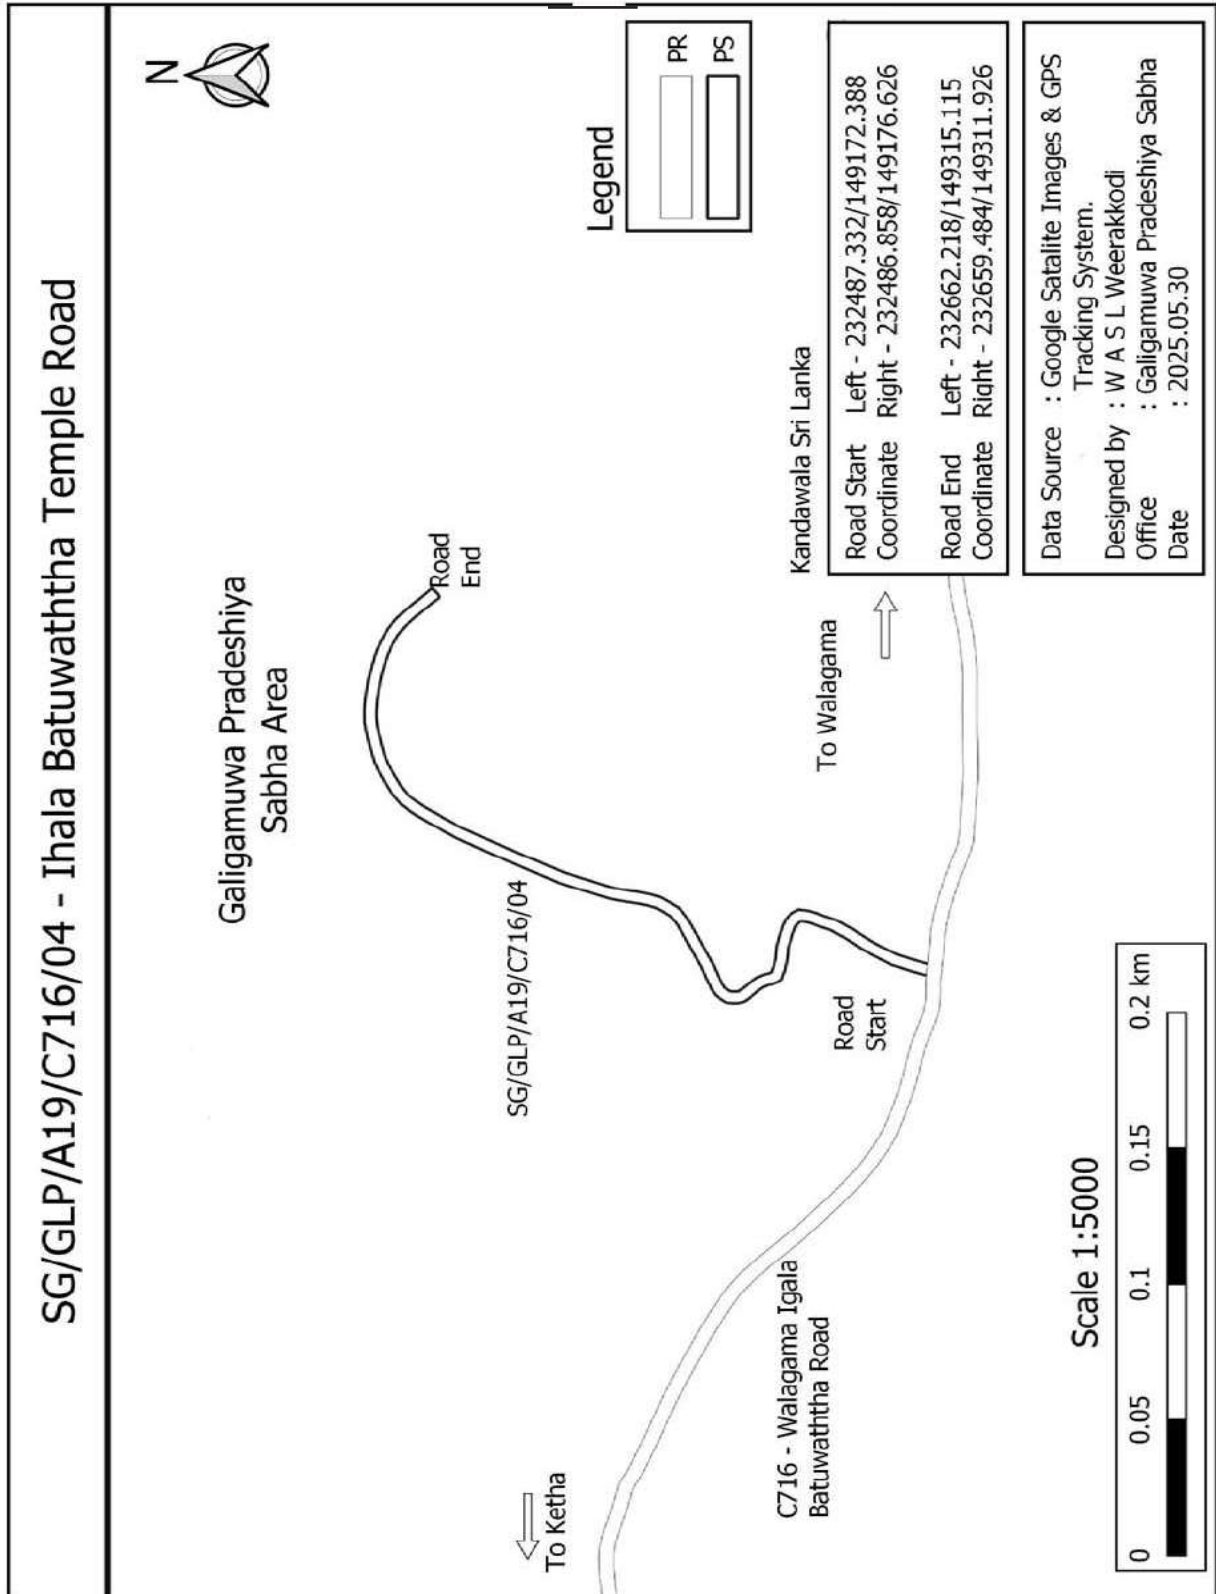 SG/GLP/A19/C716/04 - Ihala Batuwaththa Temple Road
N
Galigamuwa Pradeshiya
Sabha Area
Legend
PR
PS
Road
End
SG/GLP/A19/C716/04
To Ketha
C716 - Walagama Igala
Batuwaththa Road
Road
Start
To Walagama
Kandawala Sri Lanka
Road Start Left - 232487.332/149172.388
Coordinate Right - 232486.858/149176.626
Road End Left - 232662.218/149315.115
Coordinate Right - 232659.484/149311.926
Data Source : Google Satalite Images & GPS
Tracking System.
Designed by : W A S L Weerakkodi
Office : Galigamuwa Pradeshiya Sabha
Date : 2025.05.30
Scale 1:5000
0 0.05 0.1 0.15 0.2 km